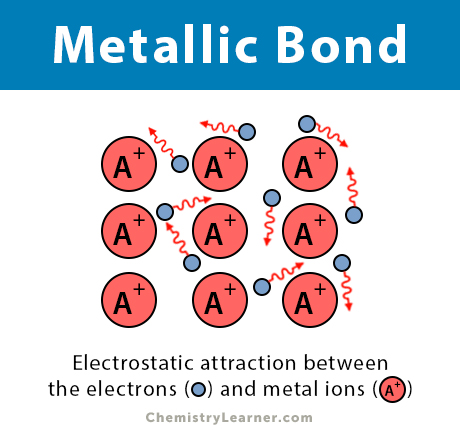 Metallic Bond
A+ A+ A+
A+ A+ A+
A+ A+ A+
Electrostatic attraction between
the electrons ( ) and metal ions (A+)
ChemistryLearner.com